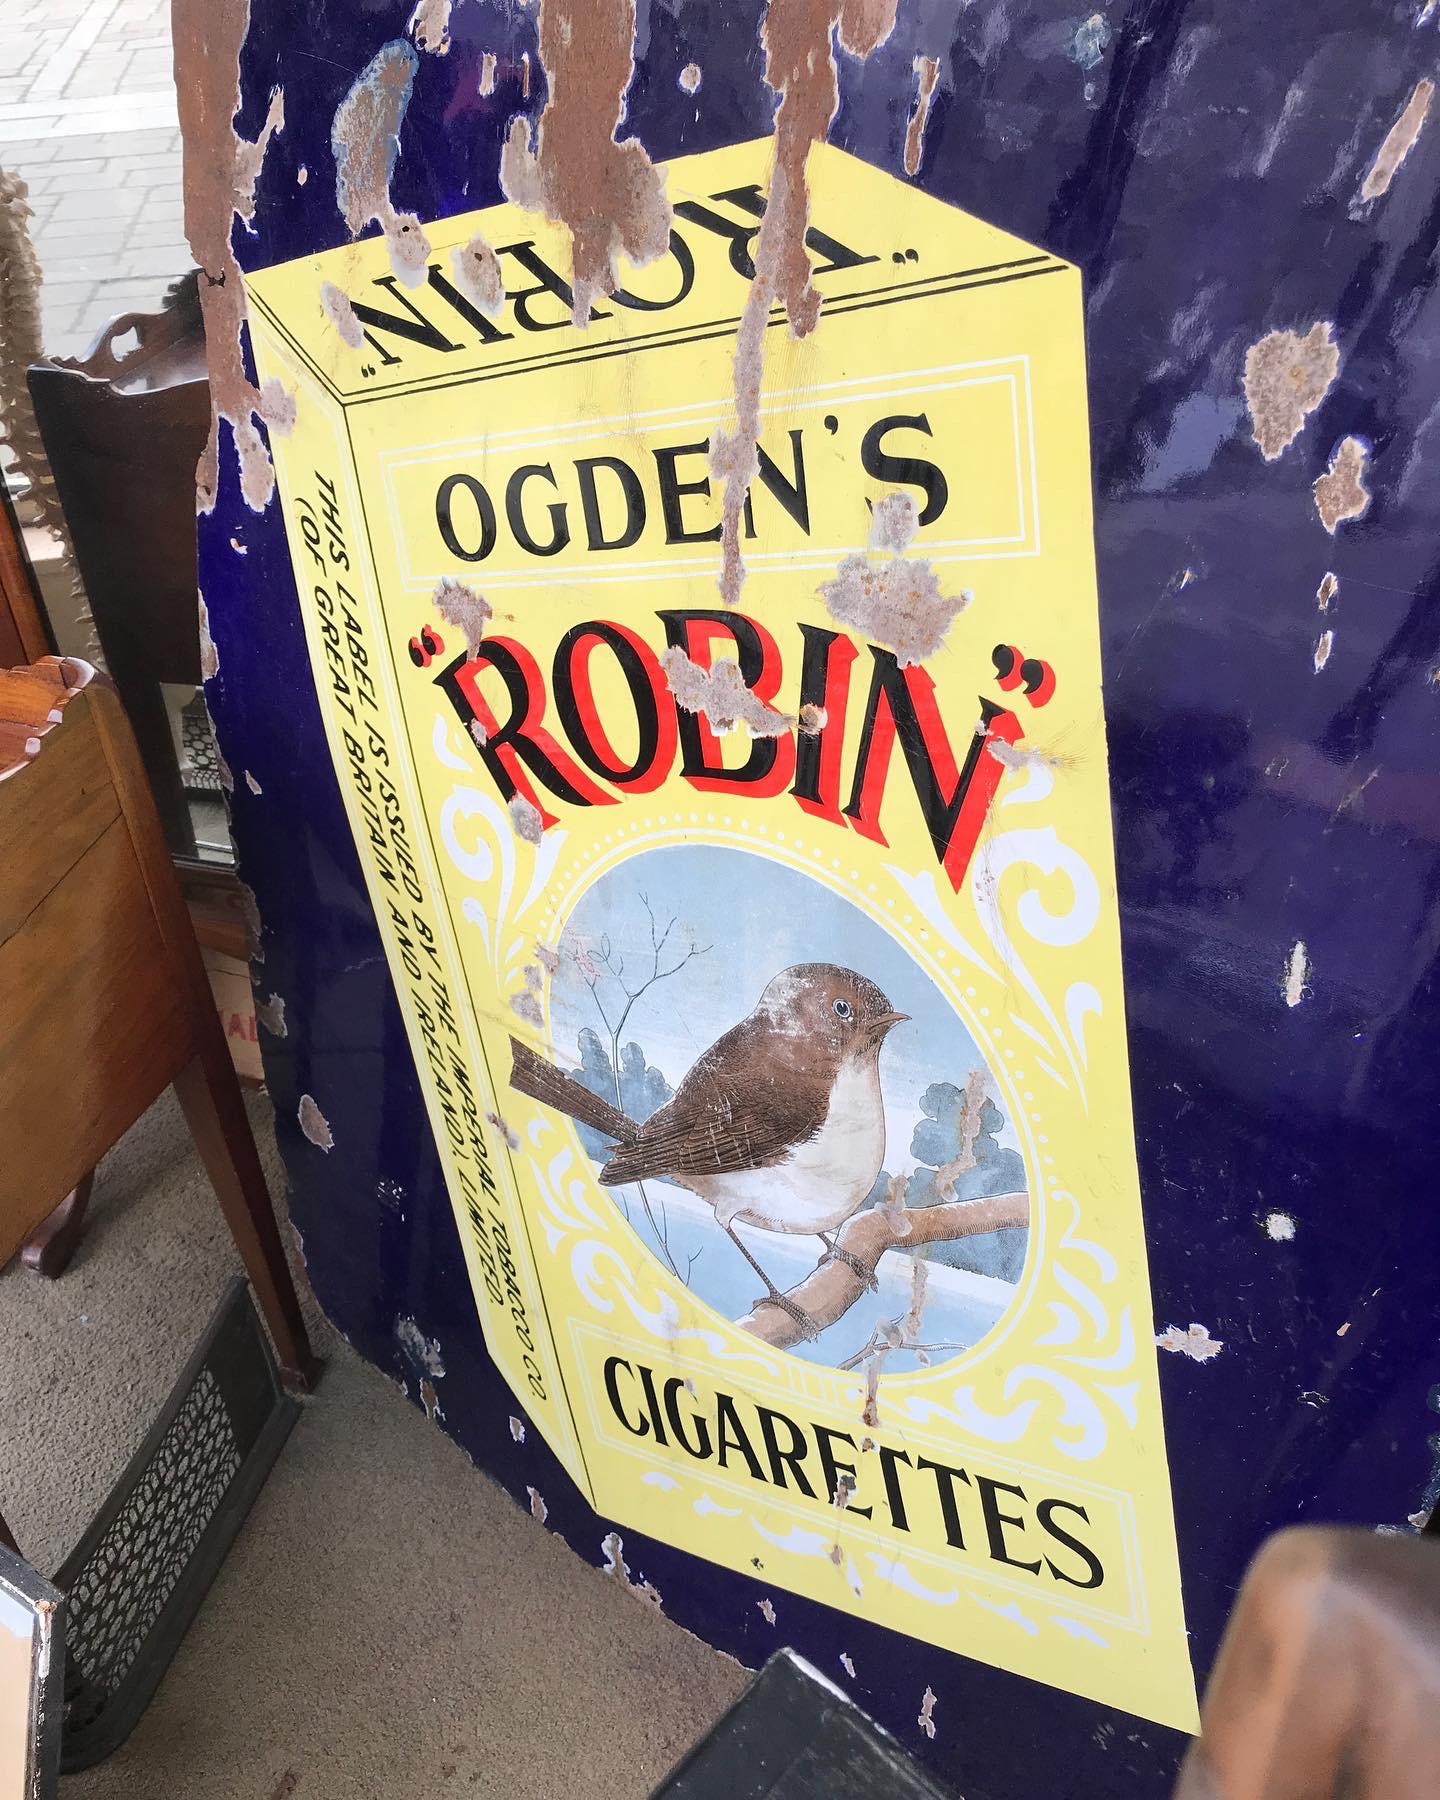 "ROBIN"
OGDEN'S
"ROBIN"
CIGARETTES
THIS LABEL IS ISSUED BY THE IMPERIAL TOBACCO CO.
(OF GREAT BRITAIN AND IRELAND), LIMITED.